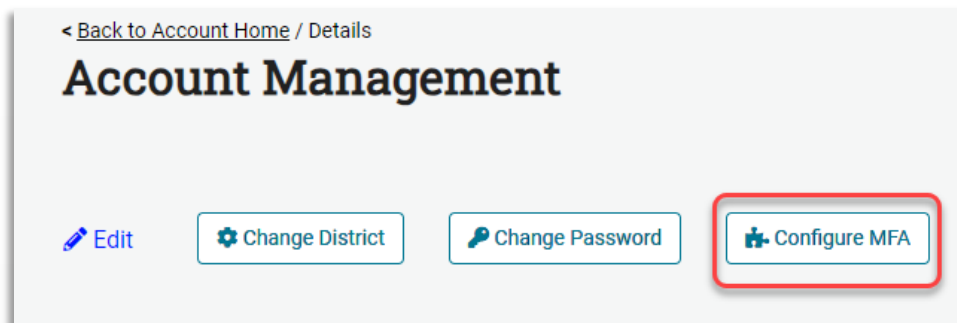 < Back to Account Home / Details
Account Management
Edit Change District Change Password Configure MFA